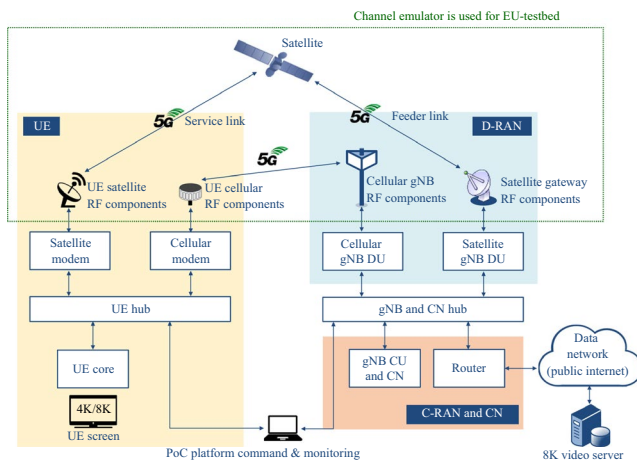 Channel emulator is used for EU-testbed
Satellite
5G
Service link
5G
Feeder link
UE
D-RAN
5G
UE satellite
RF components
UE cellular
RF components
Cellular gNB
RF components
Satellite gateway
RF components
Satellite
modem
Cellular
modem
Cellular
gNB DU
Satellite
gNB DU
UE hub
gNB and CN hub
UE core
gNB CU
and CN
Router
Data
network
(public internet)
4K/8K
UE screen
C-RAN and CN
PoC platform command & monitoring
8K video server